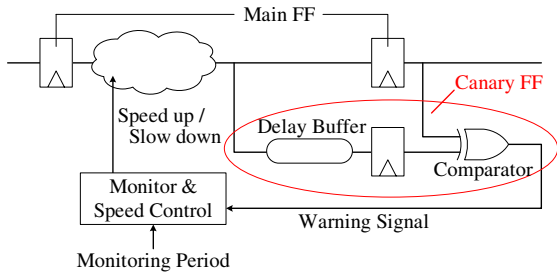 Main FF
Canary FF
Speed up /
Slow down
Delay Buffer
Comparator
Monitor &
Speed Control
Warning Signal
Monitoring Period